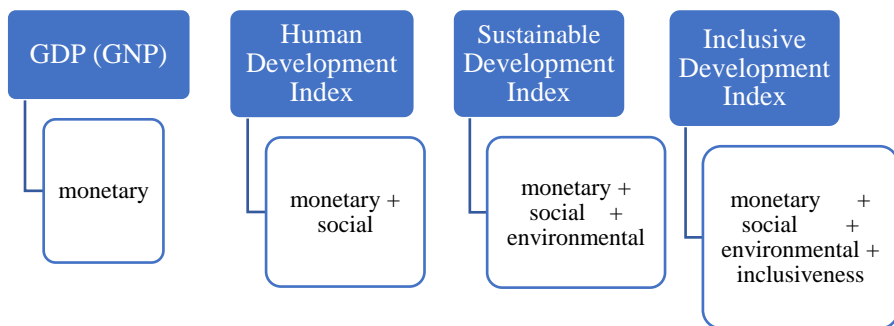 GDP (GNP)
monetary
Human
Development
Index
monetary +
social
Sustainable
Development
Index
monetary +
social +
environmental
Inclusive
Development
Index
monetary +
social +
environmental +
inclusiveness